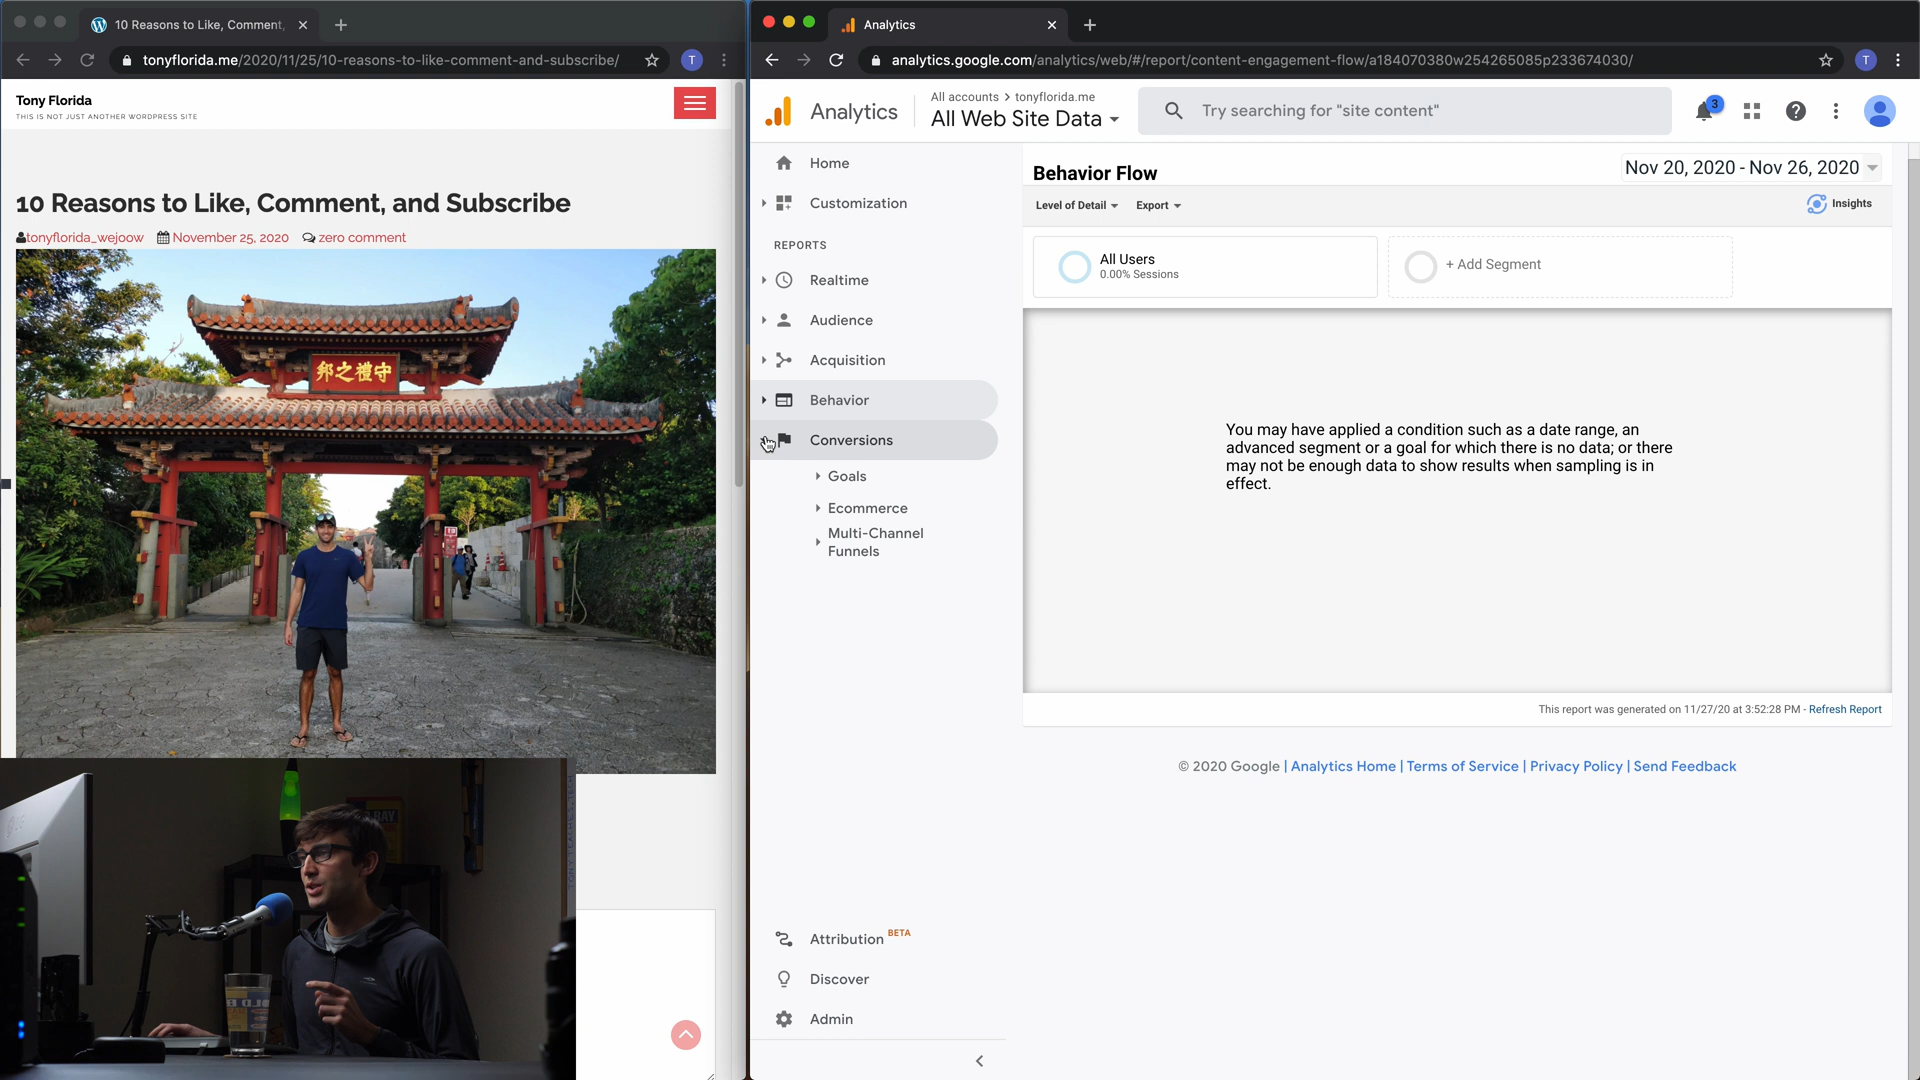 10 Reasons to Like, Comment,
tonyflorida.me/2020/11/25/10-reasons-to-like-comment-and-subscribe/
T
Tony Florida
THIS IS NOT JUST ANOTHER WORDPRESS SITE
10 Reasons to Like, Comment, and Subscribe
tonyflorida_wejoow November 25, 2020 zero comment
守禮之邦
Analytics
analytics.google.com/analytics/web/#/report/content-engagement-flow/a184070380w254265085p233674030/
T
Analytics
All accounts > tonyflorida.me
All Web Site Data
Try searching for "site content"
3
Home
Customization
REPORTS
Realtime
Audience
Acquisition
Behavior
Conversions
Goals
Ecommerce
Multi-Channel
Funnels
Attribution BETA
Discover
Admin
Behavior Flow
Nov 20, 2020 - Nov 26, 2020
Level of Detail
Export
Insights
All Users
0.00% Sessions
+ Add Segment
You may have applied a condition such as a date range, an
advanced segment or a goal for which there is no data; or there
may not be enough data to show results when sampling is in
effect.
This report was generated on 11/27/20 at 3:52:28 PM - Refresh Report
© 2020 Google | Analytics Home | Terms of Service | Privacy Policy | Send Feedback